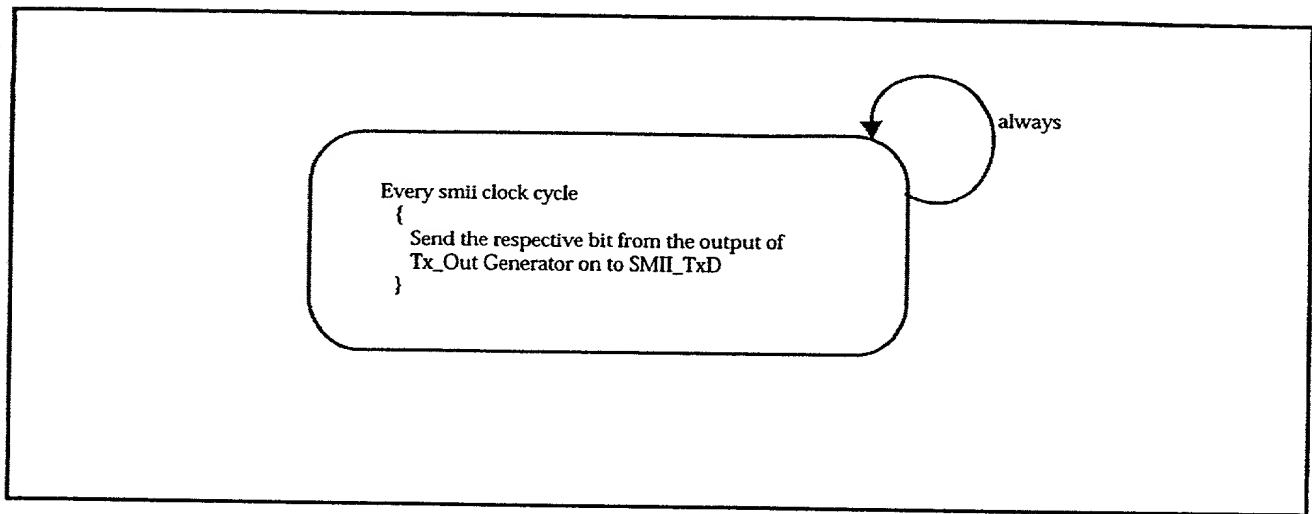 always
Every smii clock cycle
{
Send the respective bit from the output of
Tx_Out Generator on to SMII_TxD
}